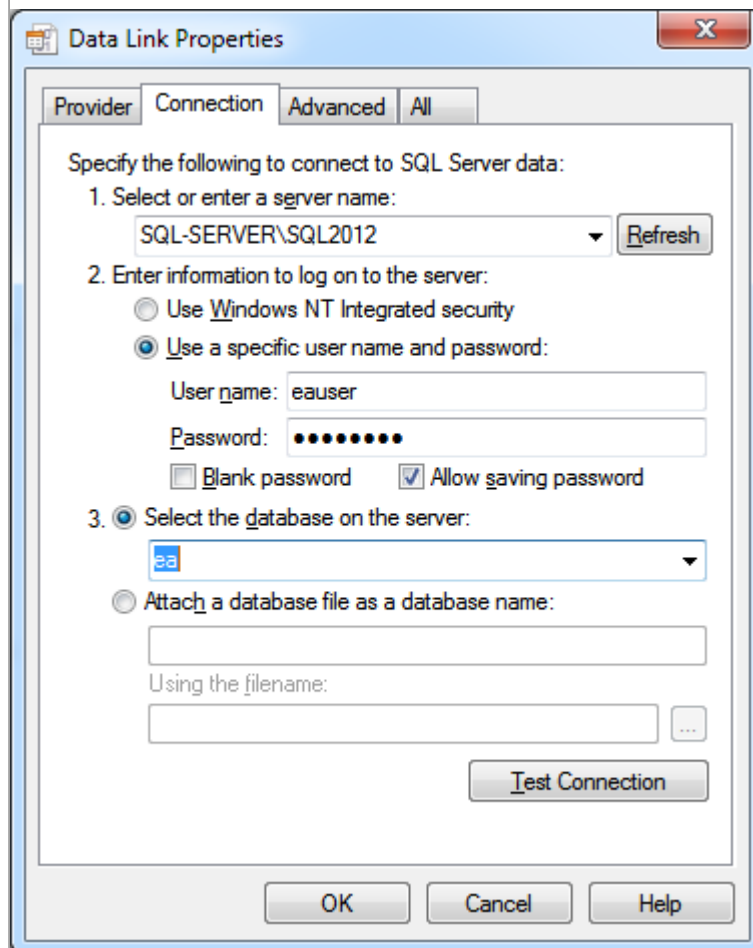 Data Link Properties
Provider Connection Advanced All
Specify the following to connect to SQL Server data:
1. Select or enter a server name:
SQL-SERVER\SQL2012 Refresh
2. Enter information to log on to the server:
Use Windows NT Integrated security
Use a specific user name and password:
User name: eauser
Password: ●●●●●●●●
Blank password Allow saving password
3. Select the database on the server:
ea
Attach a database file as a database name:
Using the filename:
...
Test Connection
OK Cancel Help